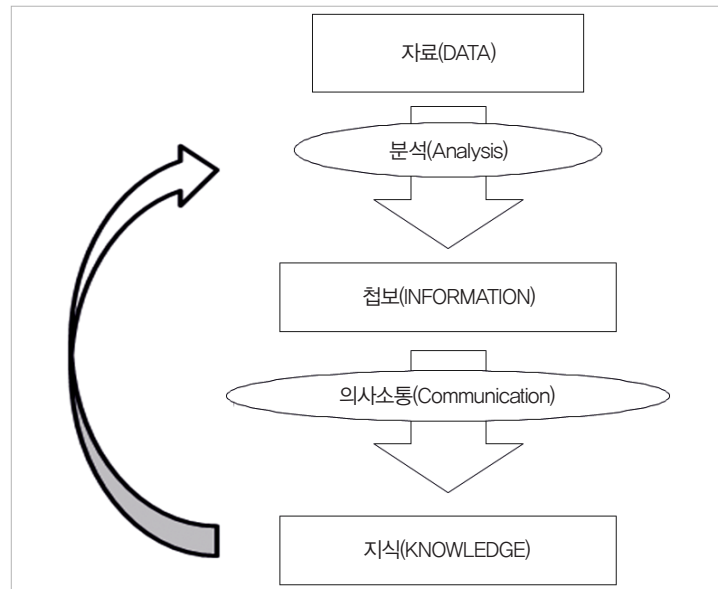 자료(DATA)
분석(Analysis)
첩보(INFORMATION)
의사소통(Communication)
지식(KNOWLEDGE)